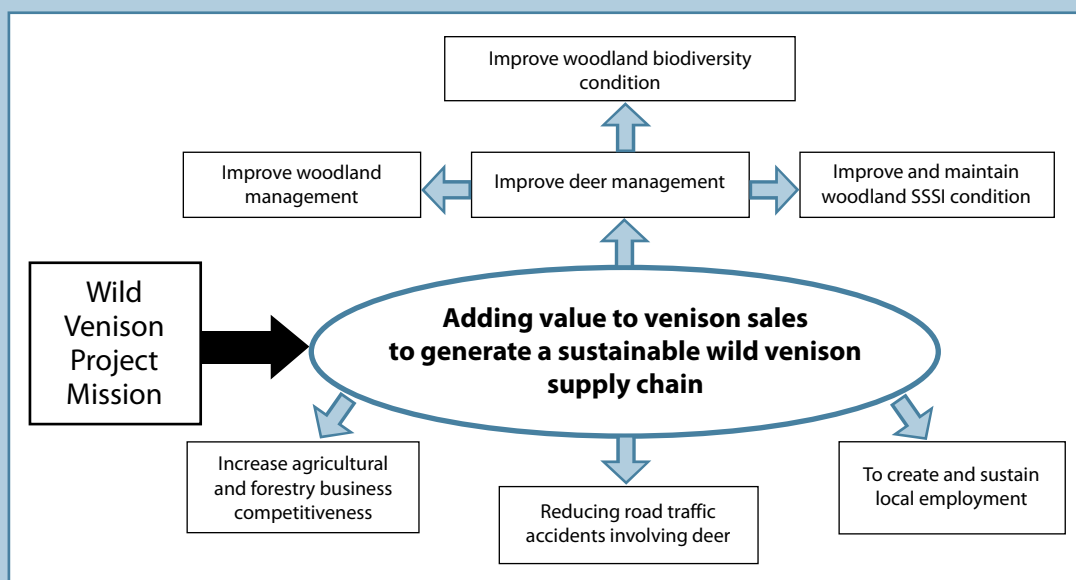 Improve woodland biodiversity
condition
Improve woodland
management
Improve deer management
Improve and maintain
woodland SSSI condition
Wild
Venison
Project
Mission
Adding value to venison sales
to generate a sustainable wild venison
supply chain
Increase agricultural
and forestry business
competitiveness
Reducing road traffic
accidents involving deer
To create and sustain
local employment